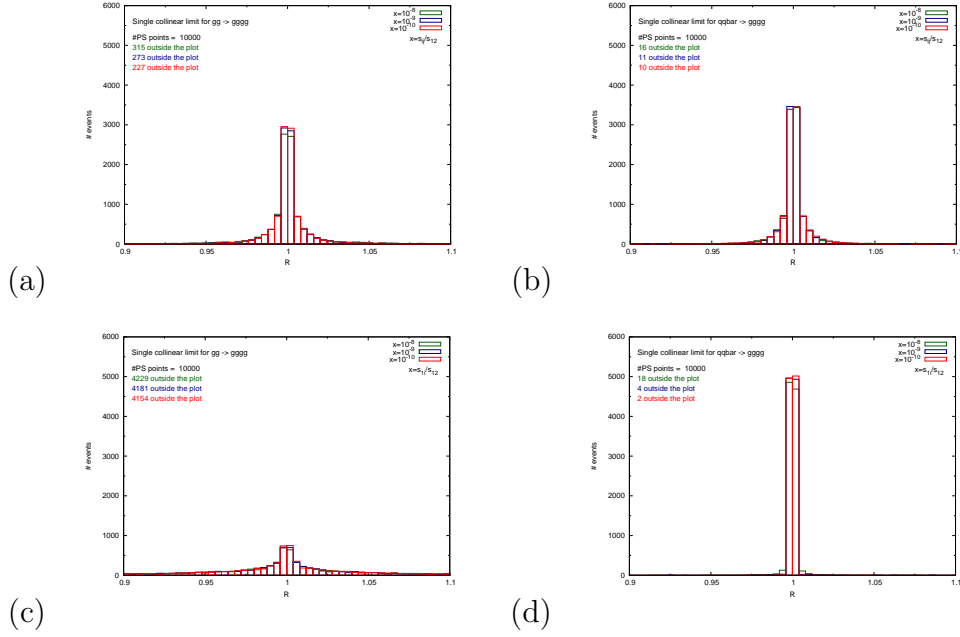 Single collinear limit for gg -> gggg
#PS points = 10000
315 outside the plot
273 outside the plot
227 outside the plot
x=10^-8
x=10^-9
x=10^-10
x=s_ij/s_12
# events
6000
5000
4000
3000
2000
1000
0
0.9
0.95
1
1.05
1.1
R
(a)
Single collinear limit for qqbar -> gggg
#PS points = 10000
16 outside the plot
11 outside the plot
10 outside the plot
x=10^-8
x=10^-9
x=10^-10
x=s_ij/s_12
# events
6000
5000
4000
3000
2000
1000
0
0.9
0.95
1
1.05
1.1
R
(b)
Single collinear limit for gg -> gggg
#PS points = 10000
4229 outside the plot
4181 outside the plot
4154 outside the plot
x=10^-8
x=10^-9
x=10^-10
x=s_1i/s_12
# events
6000
5000
4000
3000
2000
1000
0
0.9
0.95
1
1.05
1.1
R
(c)
Single collinear limit for qqbar -> gggg
#PS points = 10000
18 outside the plot
4 outside the plot
2 outside the plot
x=10^-8
x=10^-9
x=10^-10
x=s_1i/s_12
# events
6000
5000
4000
3000
2000
1000
0
0.9
0.95
1
1.05
1.1
R
(d)